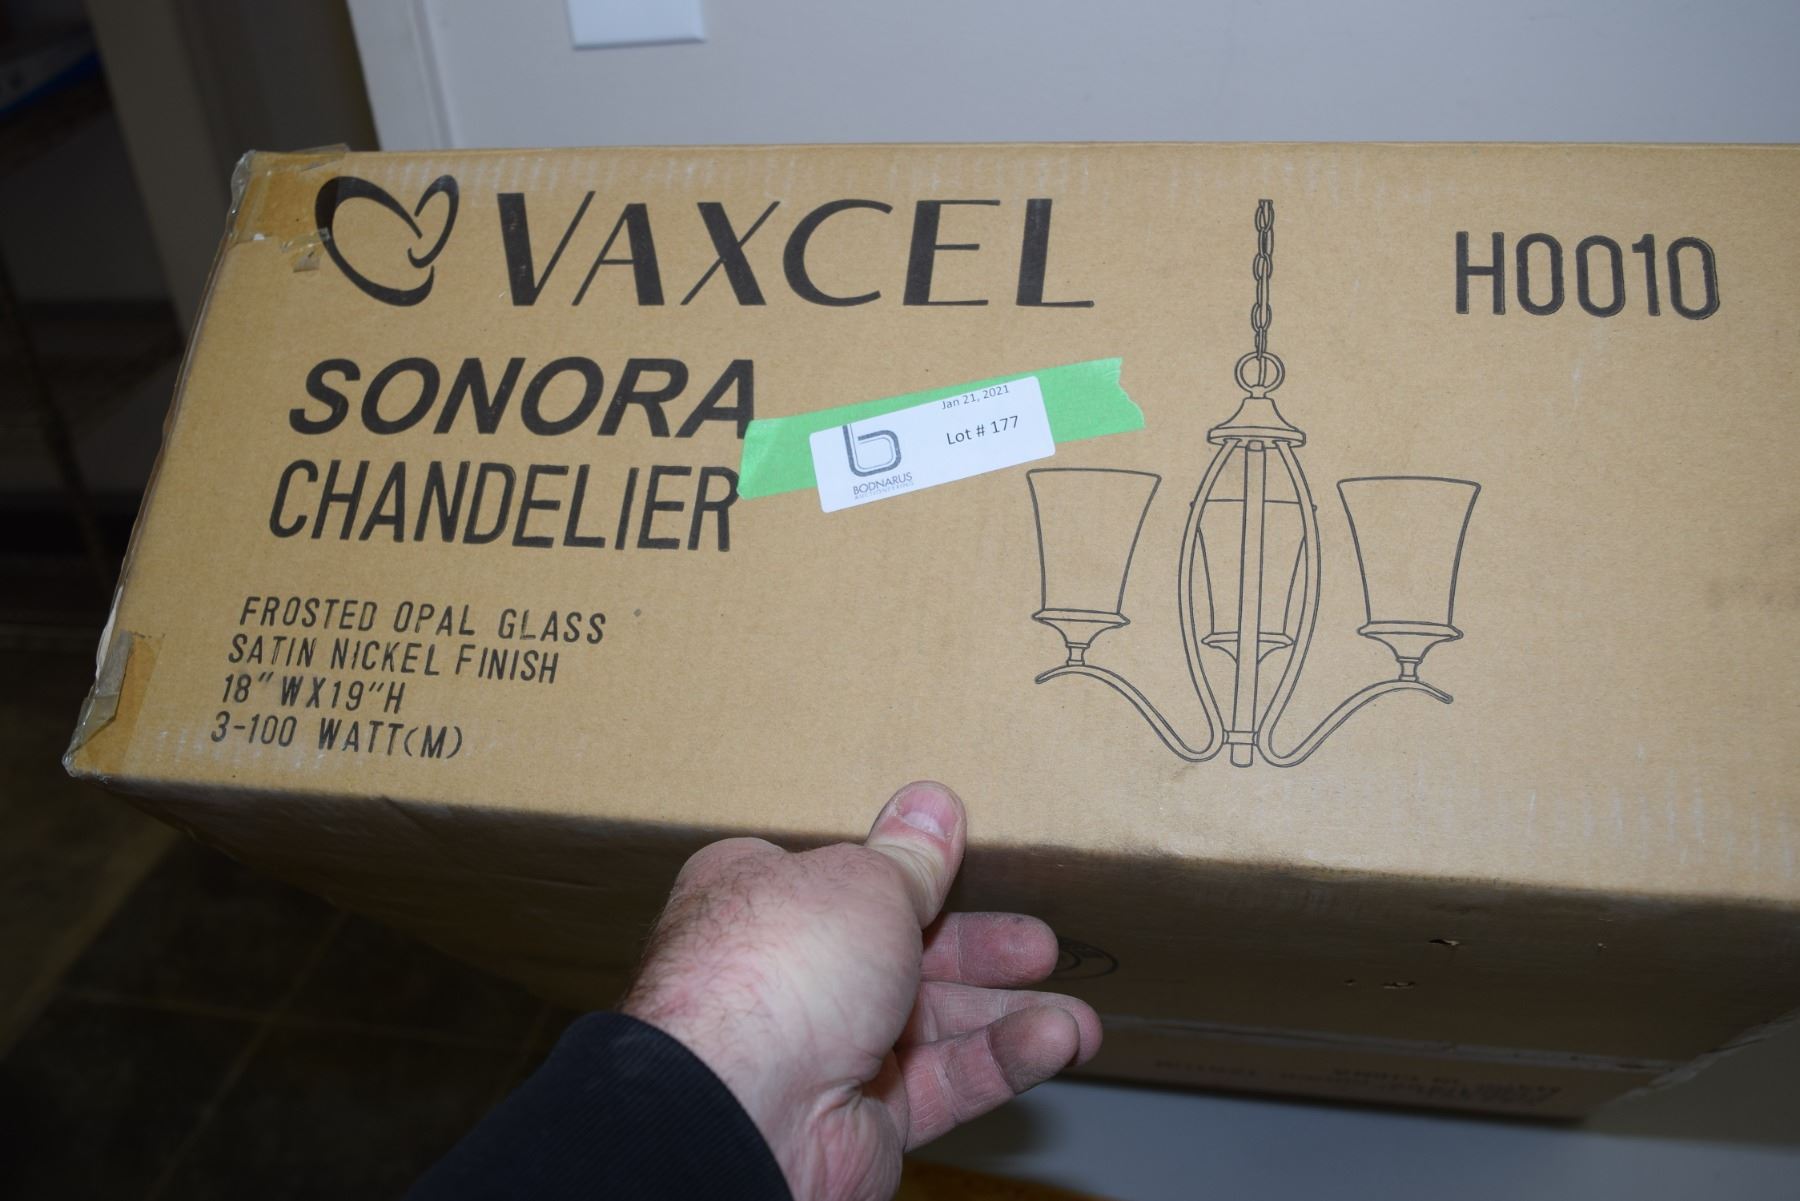 VAXCEL
H0010
SONORA
CHANDELIER
Jan 21, 2021
Lot # 177
BODNARUS
AUCTIONEERING
FROSTED OPAL GLASS
SATIN NICKEL FINISH
18" WX19"H
3-100 WATT(M)